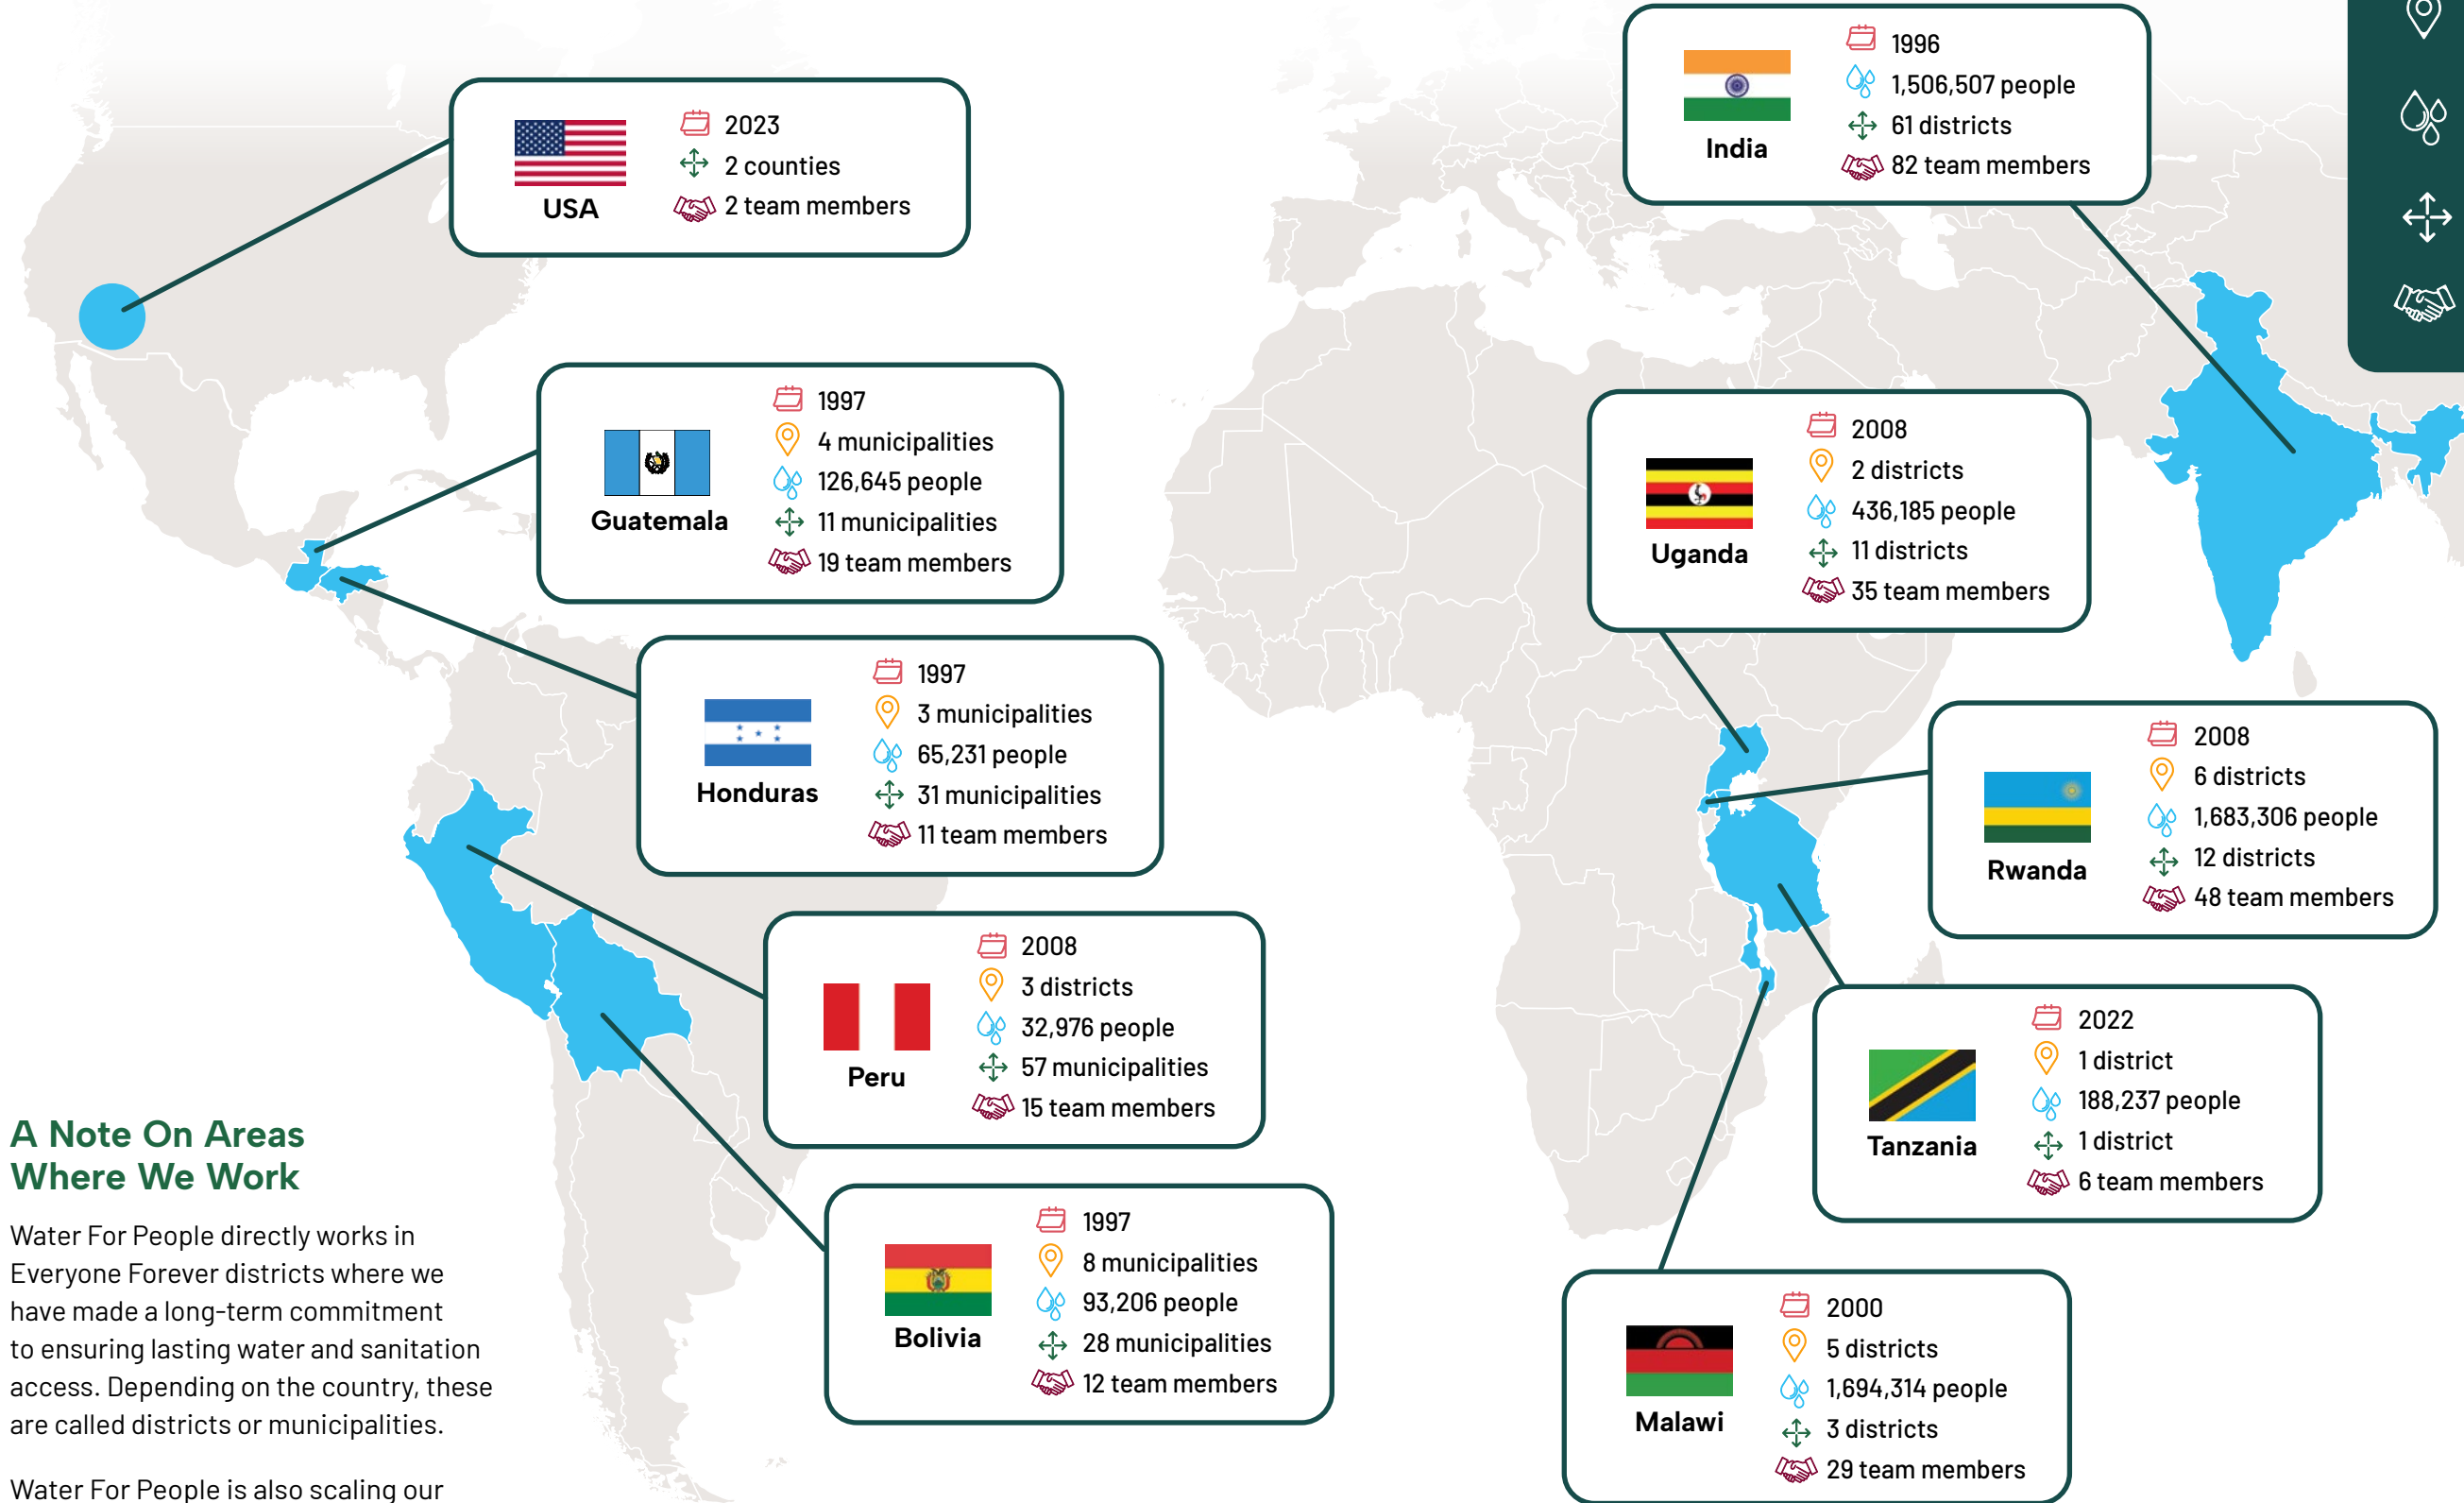 USA
2023
2 counties
2 team members
Guatemala
1997
4 municipalities
126,645 people
11 municipalities
19 team members
Honduras
1997
3 municipalities
65,231 people
31 municipalities
11 team members
Peru
2008
3 districts
32,976 people
57 municipalities
15 team members
Bolivia
1997
8 municipalities
93,206 people
28 municipalities
12 team members
India
1996
1,506,507 people
61 districts
82 team members
Uganda
2008
2 districts
436,185 people
11 districts
35 team members
Rwanda
2008
6 districts
1,683,306 people
12 districts
48 team members
Tanzania
2022
1 district
188,237 people
1 district
6 team members
Malawi
2000
5 districts
1,694,314 people
3 districts
29 team members
A Note On Areas
Where We Work
Water For People directly works in
Everyone Forever districts where we
have made a long-term commitment
to ensuring lasting water and sanitation
access. Depending on the country, these
are called districts or municipalities.
Water For People is also scaling our